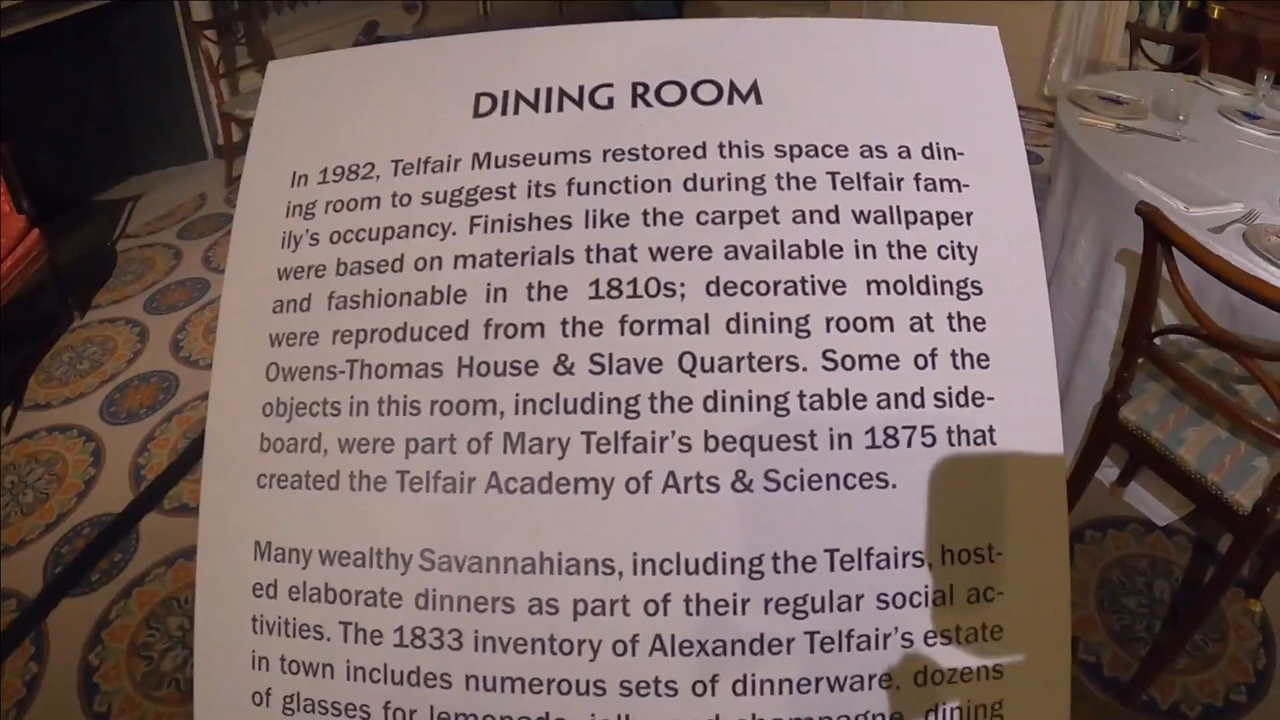 DINING ROOM
In 1982, Telfair Museums restored this space as a din-
ing room to suggest its function during the Telfair fam-
ily's occupancy. Finishes like the carpet and wallpaper
were based on materials that were available in the city
and fashionable in the 1810s; decorative moldings
were reproduced from the formal dining room at the
Owens-Thomas House & Slave Quarters. Some of the
objects in this room, including the dining table and side-
board, were part of Mary Telfair's bequest in 1875 that
created the Telfair Academy of Arts & Sciences.
Many wealthy Savannahians, including the Telfairs, host-
ed elaborate dinners as part of their regular social ac-
tivities. The 1833 inventory of Alexander Telfair's estate
in town includes numerous sets of dinnerware, dozens
of glasses for lemonade, jelly, and champagne, dining